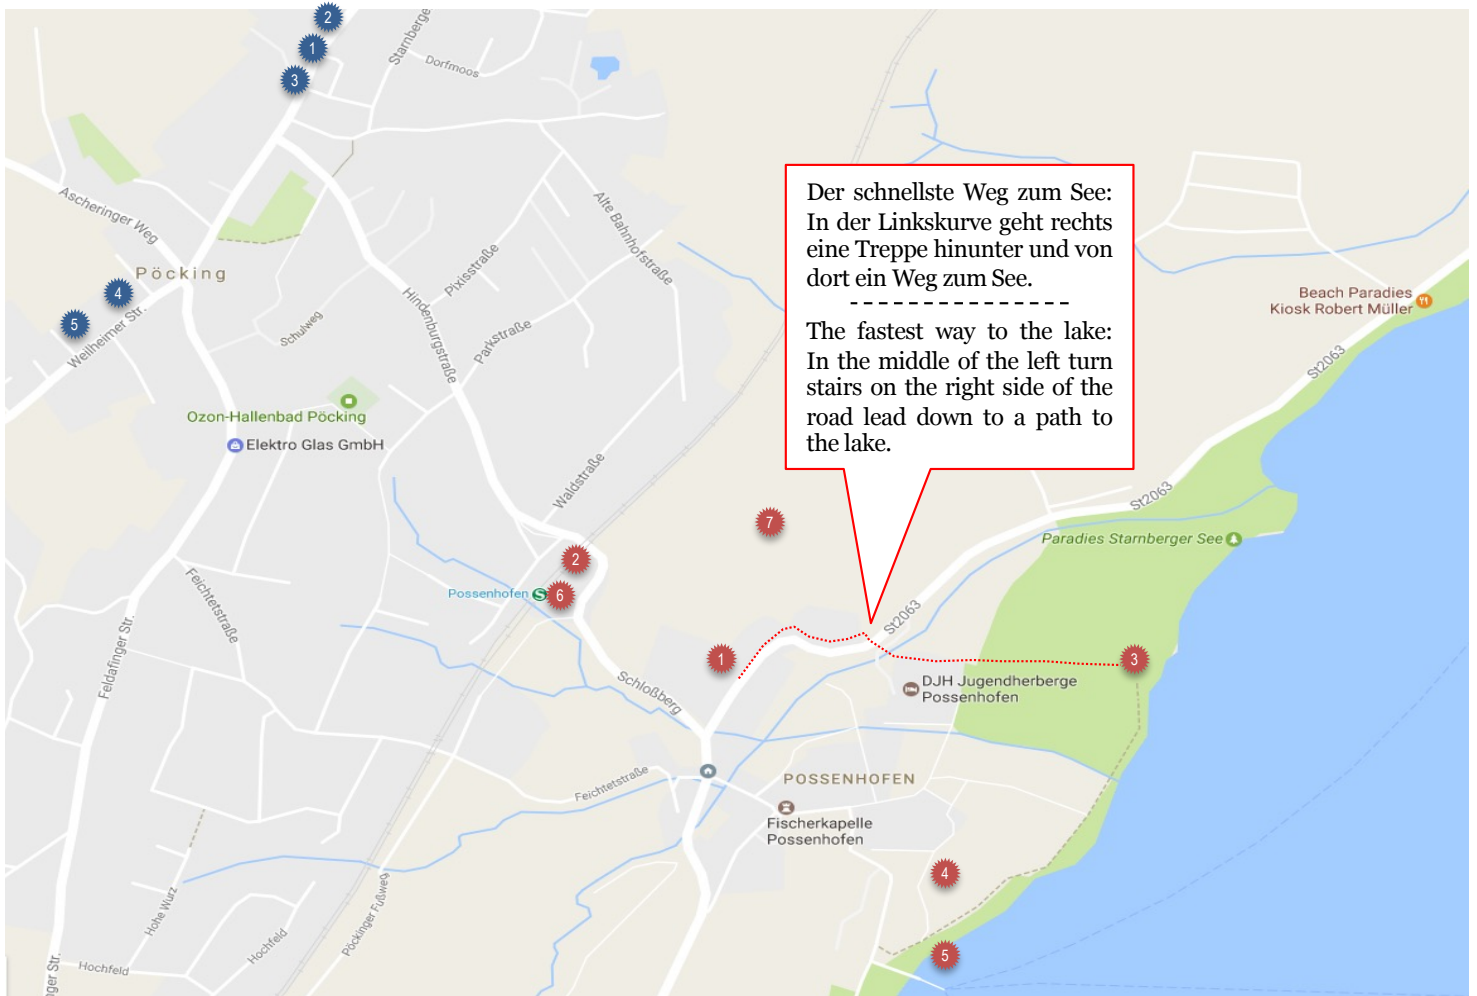 2
1
3
Starnberge
Dorfmoos
Ascheringer Weg
Pöcking
4
5
Weilheimer Str.
Schulweg
Hindenburgstraße
Pixisstraße
Parkstraße
Alte Bahnhofstraße
Der schnellste Weg zum See:
In der Linkskurve geht rechts
eine Treppe hinunter und von
dort ein Weg zum See.
The fastest way to the lake:
In the middle of the left turn
stairs on the right side of the
road lead down to a path to
the lake.
Beach Paradies
Kiosk Robert Müller
St2063
St2063
Ozon-Hallenbad Pöcking
Elektro Glas GmbH
Waldstraße
7
Paradies Starnberger See
2
Possenhofen
S
6
Feichtetstraße
Feldafinger Str.
St2063
1
3
Schloßberg
DJH Jugendherberge
Possenhofen
Feichtetstraße
POSSENHOFEN
Fischerkapelle
Possenhofen
4
5
Hohe Wurz
Hochfeld
Hochfeld
Pöckinger Fußweg
nger Str.